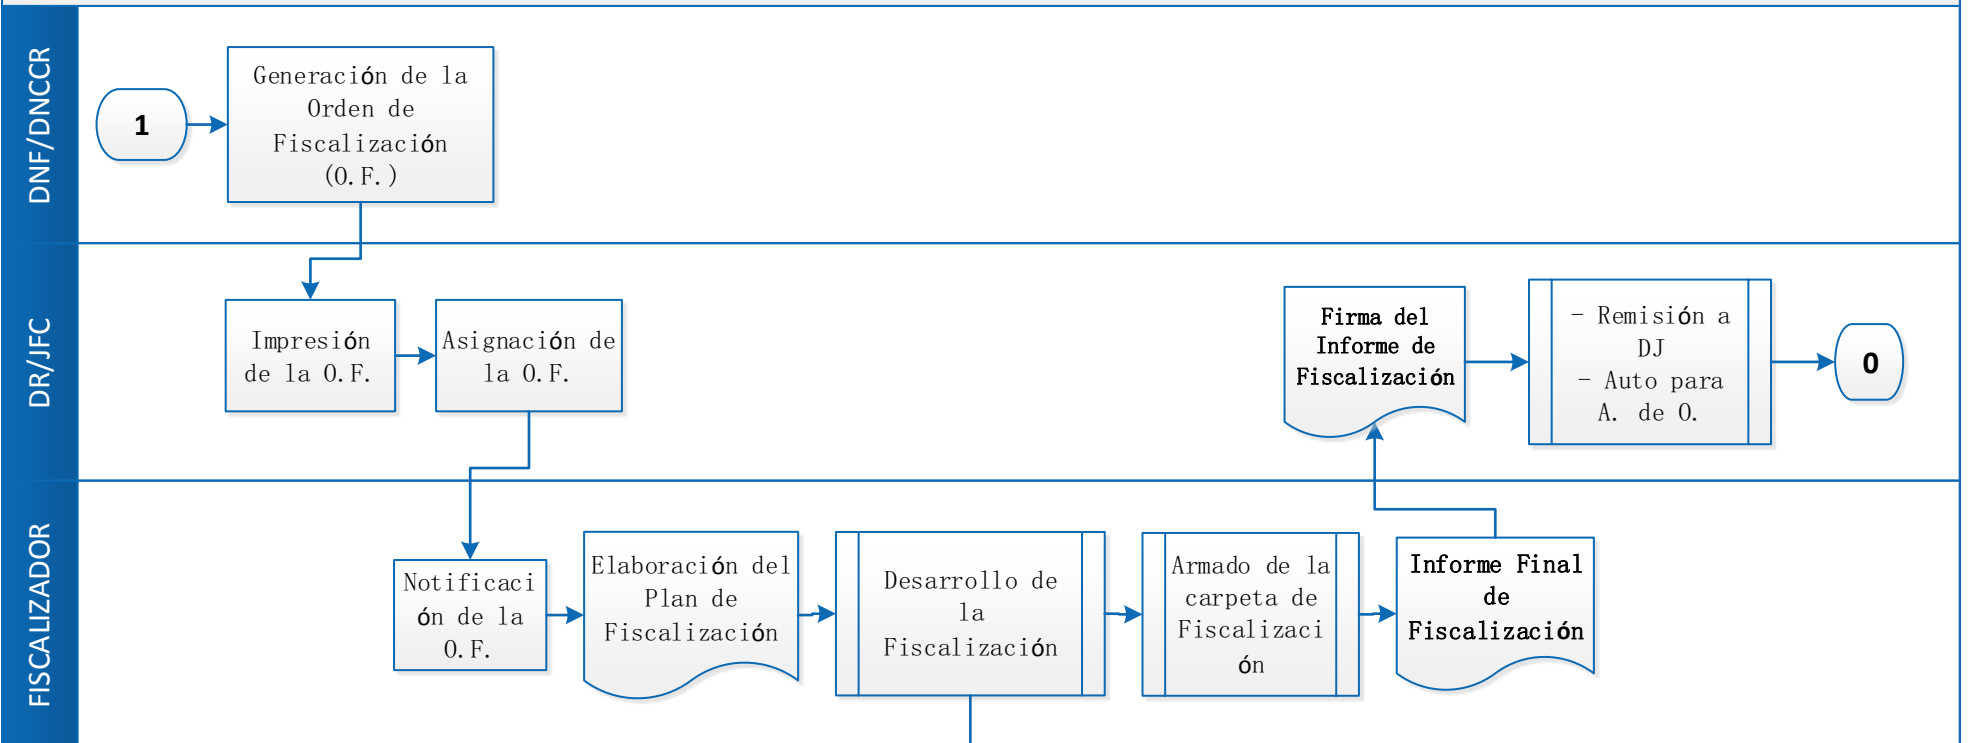 DNF/DNCCR
1
Generación de la
Orden de
Fiscalización
(O.F.)
DR/JFC
Impresión
de la O.F.
Asignación de
la O.F.
Firma del
Informe de
Fiscalización
- Remisión a
DJ
- Auto para
A. de O.
0
FISCALIZADOR
Notificaci
ón de la
O.F.
Elaboración del
Plan de
Fiscalización
Desarrollo de
la
Fiscalización
Armado de la
carpeta de
Fiscalizaci
ón
Informe Final
de
Fiscalización